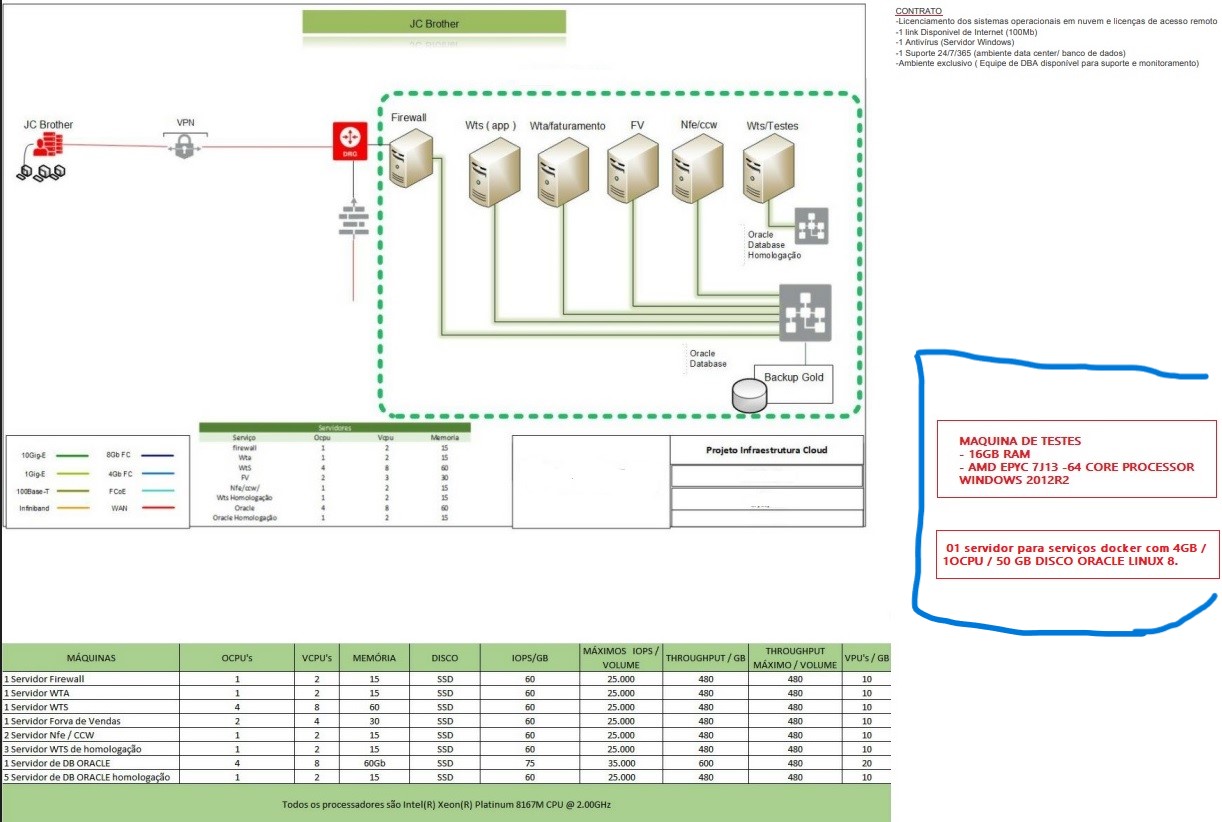 JC Brother
CONTRATO
-Licenciamento dos sistemas operacionais em nuvem e licenças de acesso remoto
-1 link Disponivel de Internet (100Mb)
-1 Antivírus (Servidor Windows)
-1 Suporte 24/7/365 (ambiente data center/ banco de dados)
-Ambiente exclusivo ( Equipe de DBA disponível para suporte e monitoramento)
JC Brother
VPN
DRG
Firewall
Wts ( app )
Wta/faturamento
FV
Nfe/ccw
Wts/Testes
Oracle
Database
Homologação
Oracle
Database
Backup Gold
MAQUINA DE TESTES
- 16GB RAM
- AMD EPYC 7J13 -64 CORE PROCESSOR
WINDOWS 2012R2
01 servidor para serviços docker com 4GB /
1OCPU / 50 GB DISCO ORACLE LINUX 8.
10Gig-E 8Gb FC
1Gig-E 4Gb FC
100Base-T FCoE
Infiniband WAN
Servidores
Serviço Ocpu Vcpu Memoria
firewall 1 2 15
Wta 1 2 15
WtS 4 8 60
FV 2 3 30
Nfe/ccw/ 1 2 15
Wts Homologação 1 2 15
Oracle 4 8 60
Oracle Homologação 1 2 15
Projeto Infraestrutura Cloud
MÁQUINAS OCPU's VCPU's MEMÓRIA DISCO IOPS/GB MÁXIMOS IOPS / VOLUME THROUGHPUT / GB THROUGHPUT MÁXIMO / VOLUME VPU's / GB
1 Servidor Firewall 1 2 15 SSD 60 25.000 480 480 10
1 Servidor WTA 1 2 15 SSD 60 25.000 480 480 10
1 Servidor WTS 4 8 60 SSD 60 25.000 480 480 10
1 Servidor Forva de Vendas 2 4 30 SSD 60 25.000 480 480 10
2 Servidor Nfe / CCW 1 2 15 SSD 60 25.000 480 480 10
3 Servidor WTS de homologação 1 2 15 SSD 60 25.000 480 480 10
1 Servidor de DB ORACLE 4 8 60Gb SSD 75 35.000 600 480 20
5 Servidor de DB ORACLE homologação 1 2 15 SSD 60 25.000 480 480 10
Todos os processadores são Intel(R) Xeon(R) Platinum 8167M CPU @ 2.00GHz